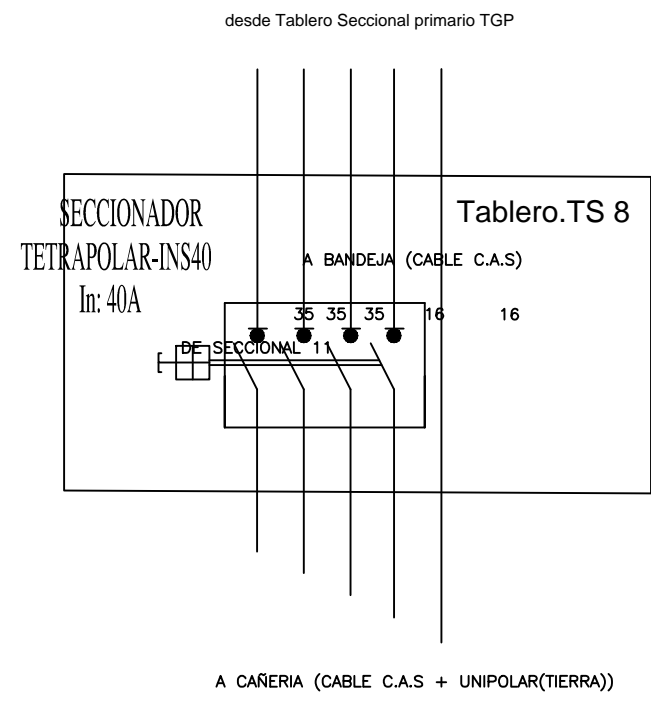 desde Tablero Seccional primario TGP
SECCIONADOR
TETRAPOLAR-INS40
In: 40A
Tablero.TS 8
A BANDEJA (CABLE C.A.S)
35 35 35 16 16
DE SECCIONAL 11
A CAÑERIA (CABLE C.A.S + UNIPOLAR(TIERRA))